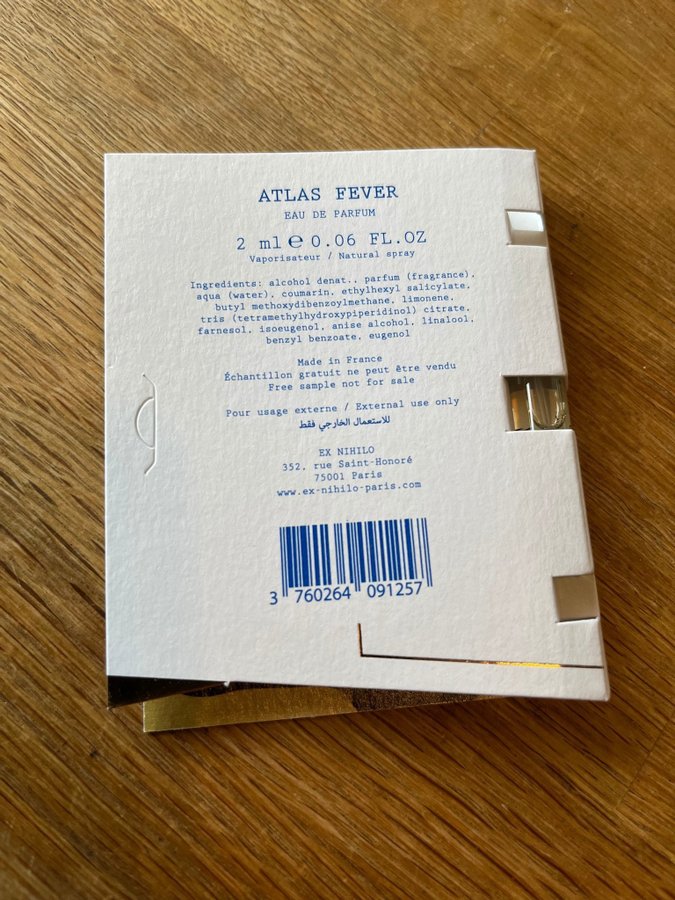 ATLAS FEVER
EAU DE PARFUM
2 ml ℮ 0.06 FL.OZ
Vaporisateur / Natural spray
Ingredients: alcohol denat., parfum (fragrance),
aqua (water), coumarin, ethylhexyl salicylate,
butyl methoxydibenzoylmethane, limonene,
tris (tetramethylhydroxypiperidinol) citrate,
farnesol, isoeugenol, anise alcohol, linalool,
benzyl benzoate, eugenol
Made in France
Échantillon gratuit ne peut être vendu
Free sample not for sale
Pour usage externe / External use only
للاستعمال الخارجي فقط
EX NIHILO
352, rue Saint-Honoré
75001 Paris
www.ex-nihilo-paris.com
3 760264 091257